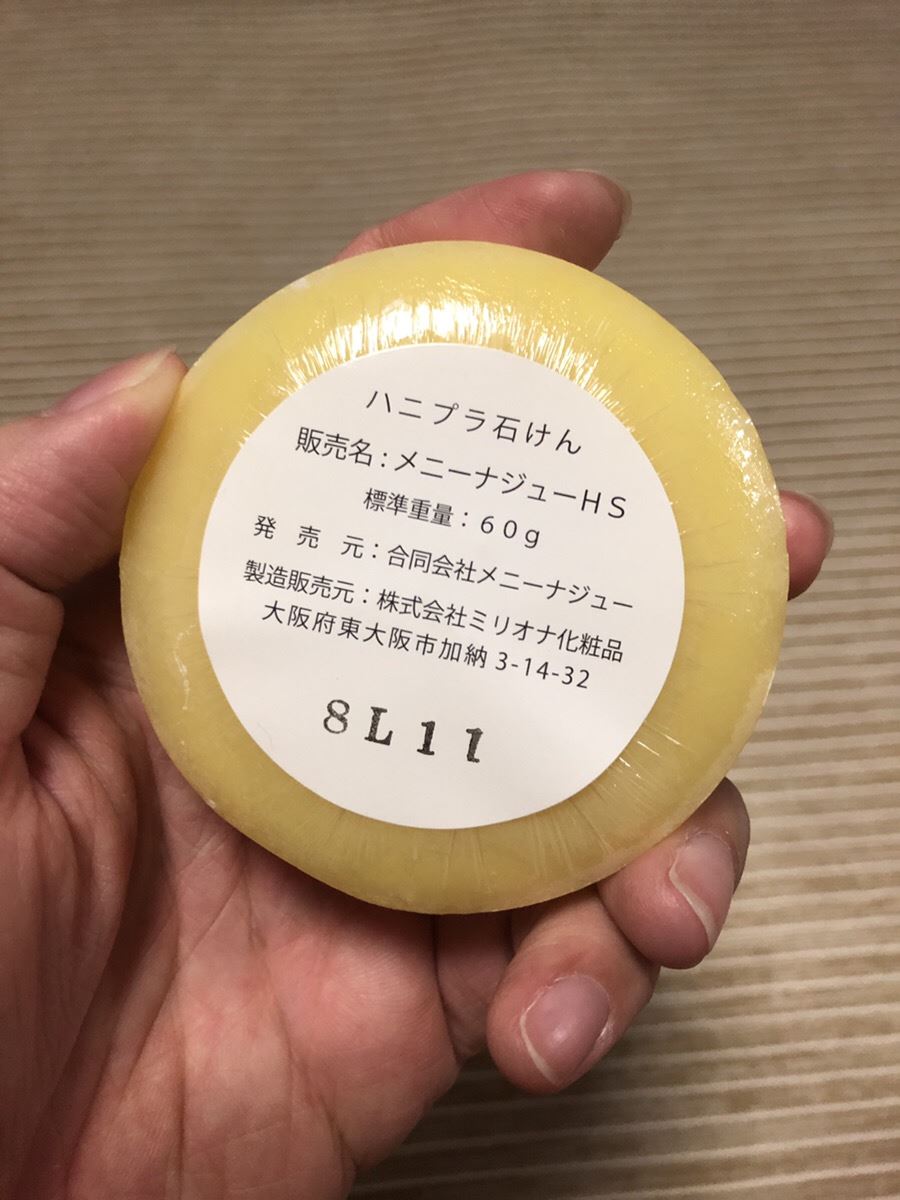 ハニプラ石けん
販売名：メニーナジューHS
標準重量：60g
発売元：合同会社メニーナジュー
製造販売元：株式会社ミリオナ化粧品
大阪府東大阪市加納 3-14-32
8L11